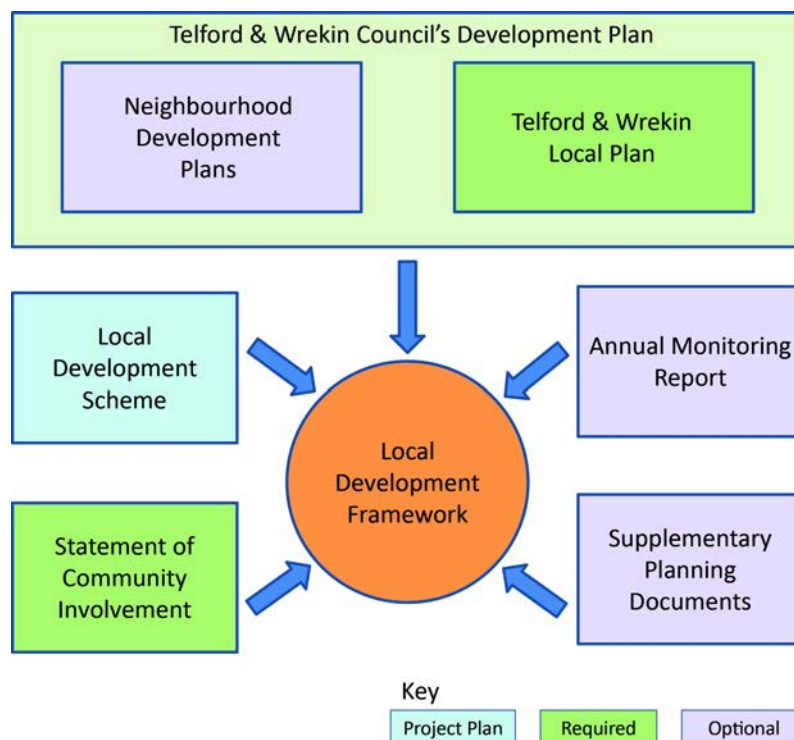 Telford & Wrekin Council's Development Plan
Neighbourhood
Development
Plans
Telford & Wrekin
Local Plan
Local
Development
Scheme
Annual Monitoring
Report
Local
Development
Framework
Statement of
Community
Involvement
Supplementary
Planning
Documents
Key
Project Plan
Required
Optional